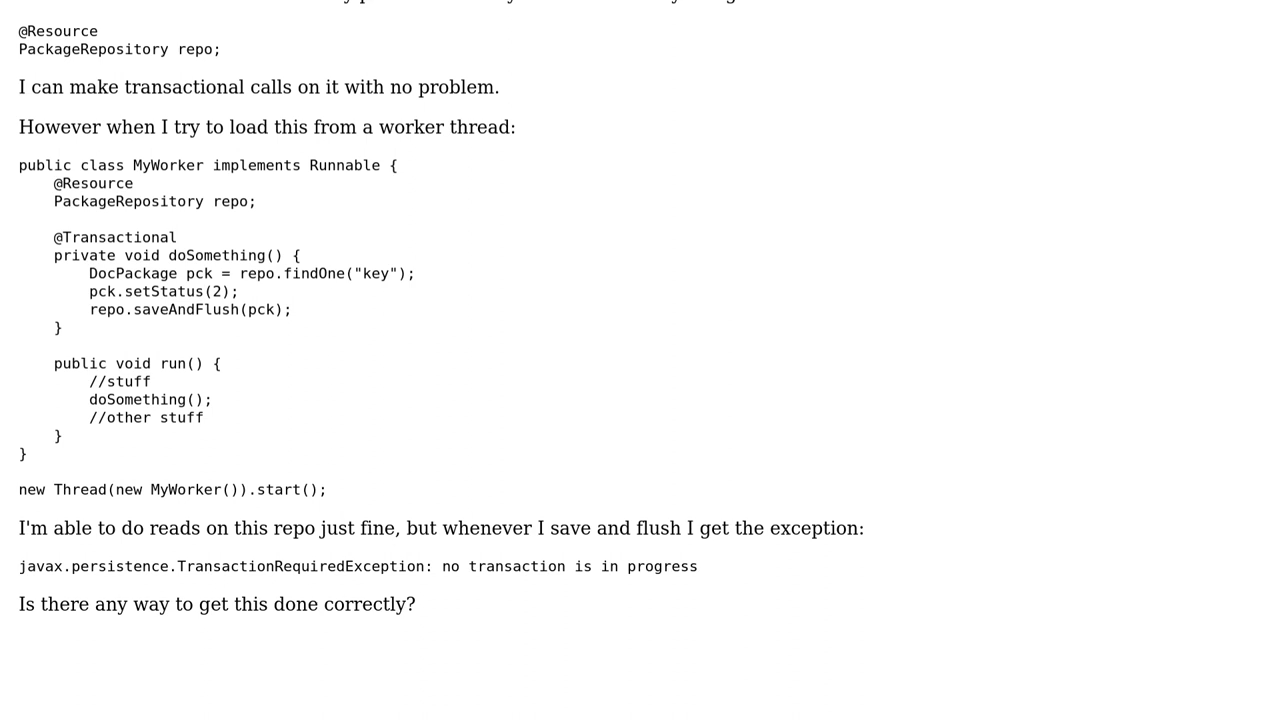 @Resource
PackageRepository repo;
I can make transactional calls on it with no problem.
However when I try to load this from a worker thread:
public class MyWorker implements Runnable {
    @Resource
    PackageRepository repo;

    @Transactional
    private void doSomething() {
        DocPackage pck = repo.findOne("key");
        pck.setStatus(2);
        repo.saveAndFlush(pck);
    }

    public void run() {
        //stuff
        doSomething();
        //other stuff
    }
}

new Thread(new MyWorker()).start();
I'm able to do reads on this repo just fine, but whenever I save and flush I get the exception:
javax.persistence.TransactionRequiredException: no transaction is in progress
Is there any way to get this done correctly?